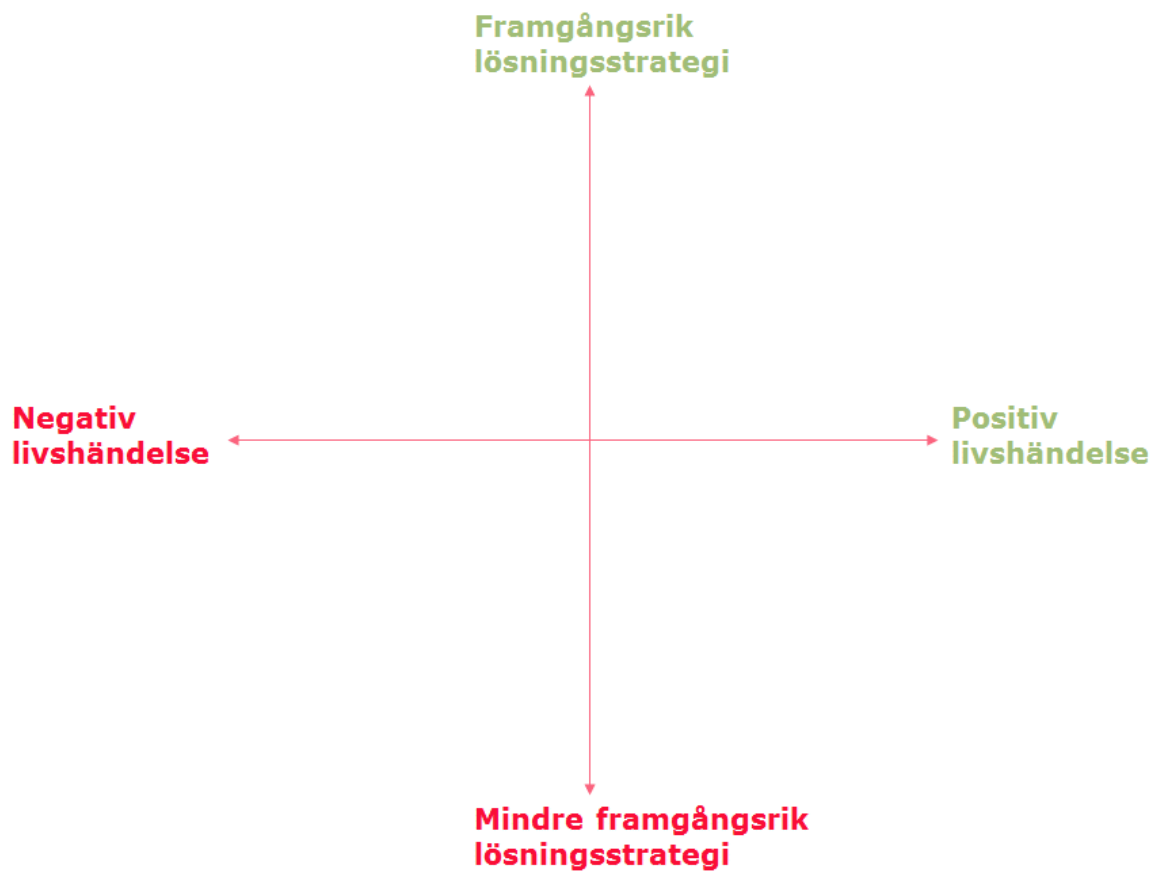 Framgångsrik
lösningsstrategi
Negativ
livshändelse
Positiv
livshändelse
Mindre framgångsrik
lösningsstrategi